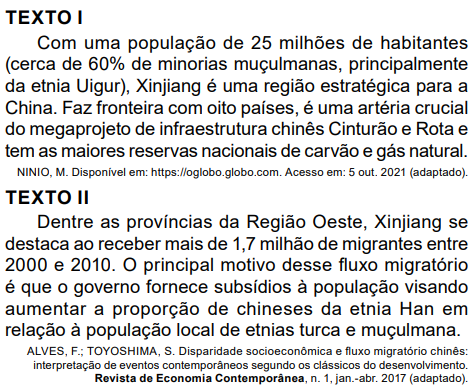 TEXTO I
Com uma população de 25 milhões de habitantes
(cerca de 60% de minorias muçulmanas, principalmente
da etnia Uigur), Xinjiang é uma região estratégica para a
China. Faz fronteira com oito países, é uma artéria crucial
do megaprojeto de infraestrutura chinês Cinturão e Rota e
tem as maiores reservas nacionais de carvão e gás natural.
NINIO, M. Disponível em: https://oglobo.globo.com. Acesso em: 5 out. 2021 (adaptado).
TEXTO II
Dentre as províncias da Região Oeste, Xinjiang se
destaca ao receber mais de 1,7 milhão de migrantes entre
2000 e 2010. O principal motivo desse fluxo migratório
é que o governo fornece subsídios à população visando
aumentar a proporção de chineses da etnia Han em
relação à população local de etnias turca e muçulmana.
ALVES, F.; TOYOSHIMA, S. Disparidade socioeconômica e fluxo migratório chinês:
interpretação de eventos contemporâneos segundo os clássicos do desenvolvimento.
Revista de Economia Contemporânea, n. 1, jan.-abr. 2017 (adaptado).